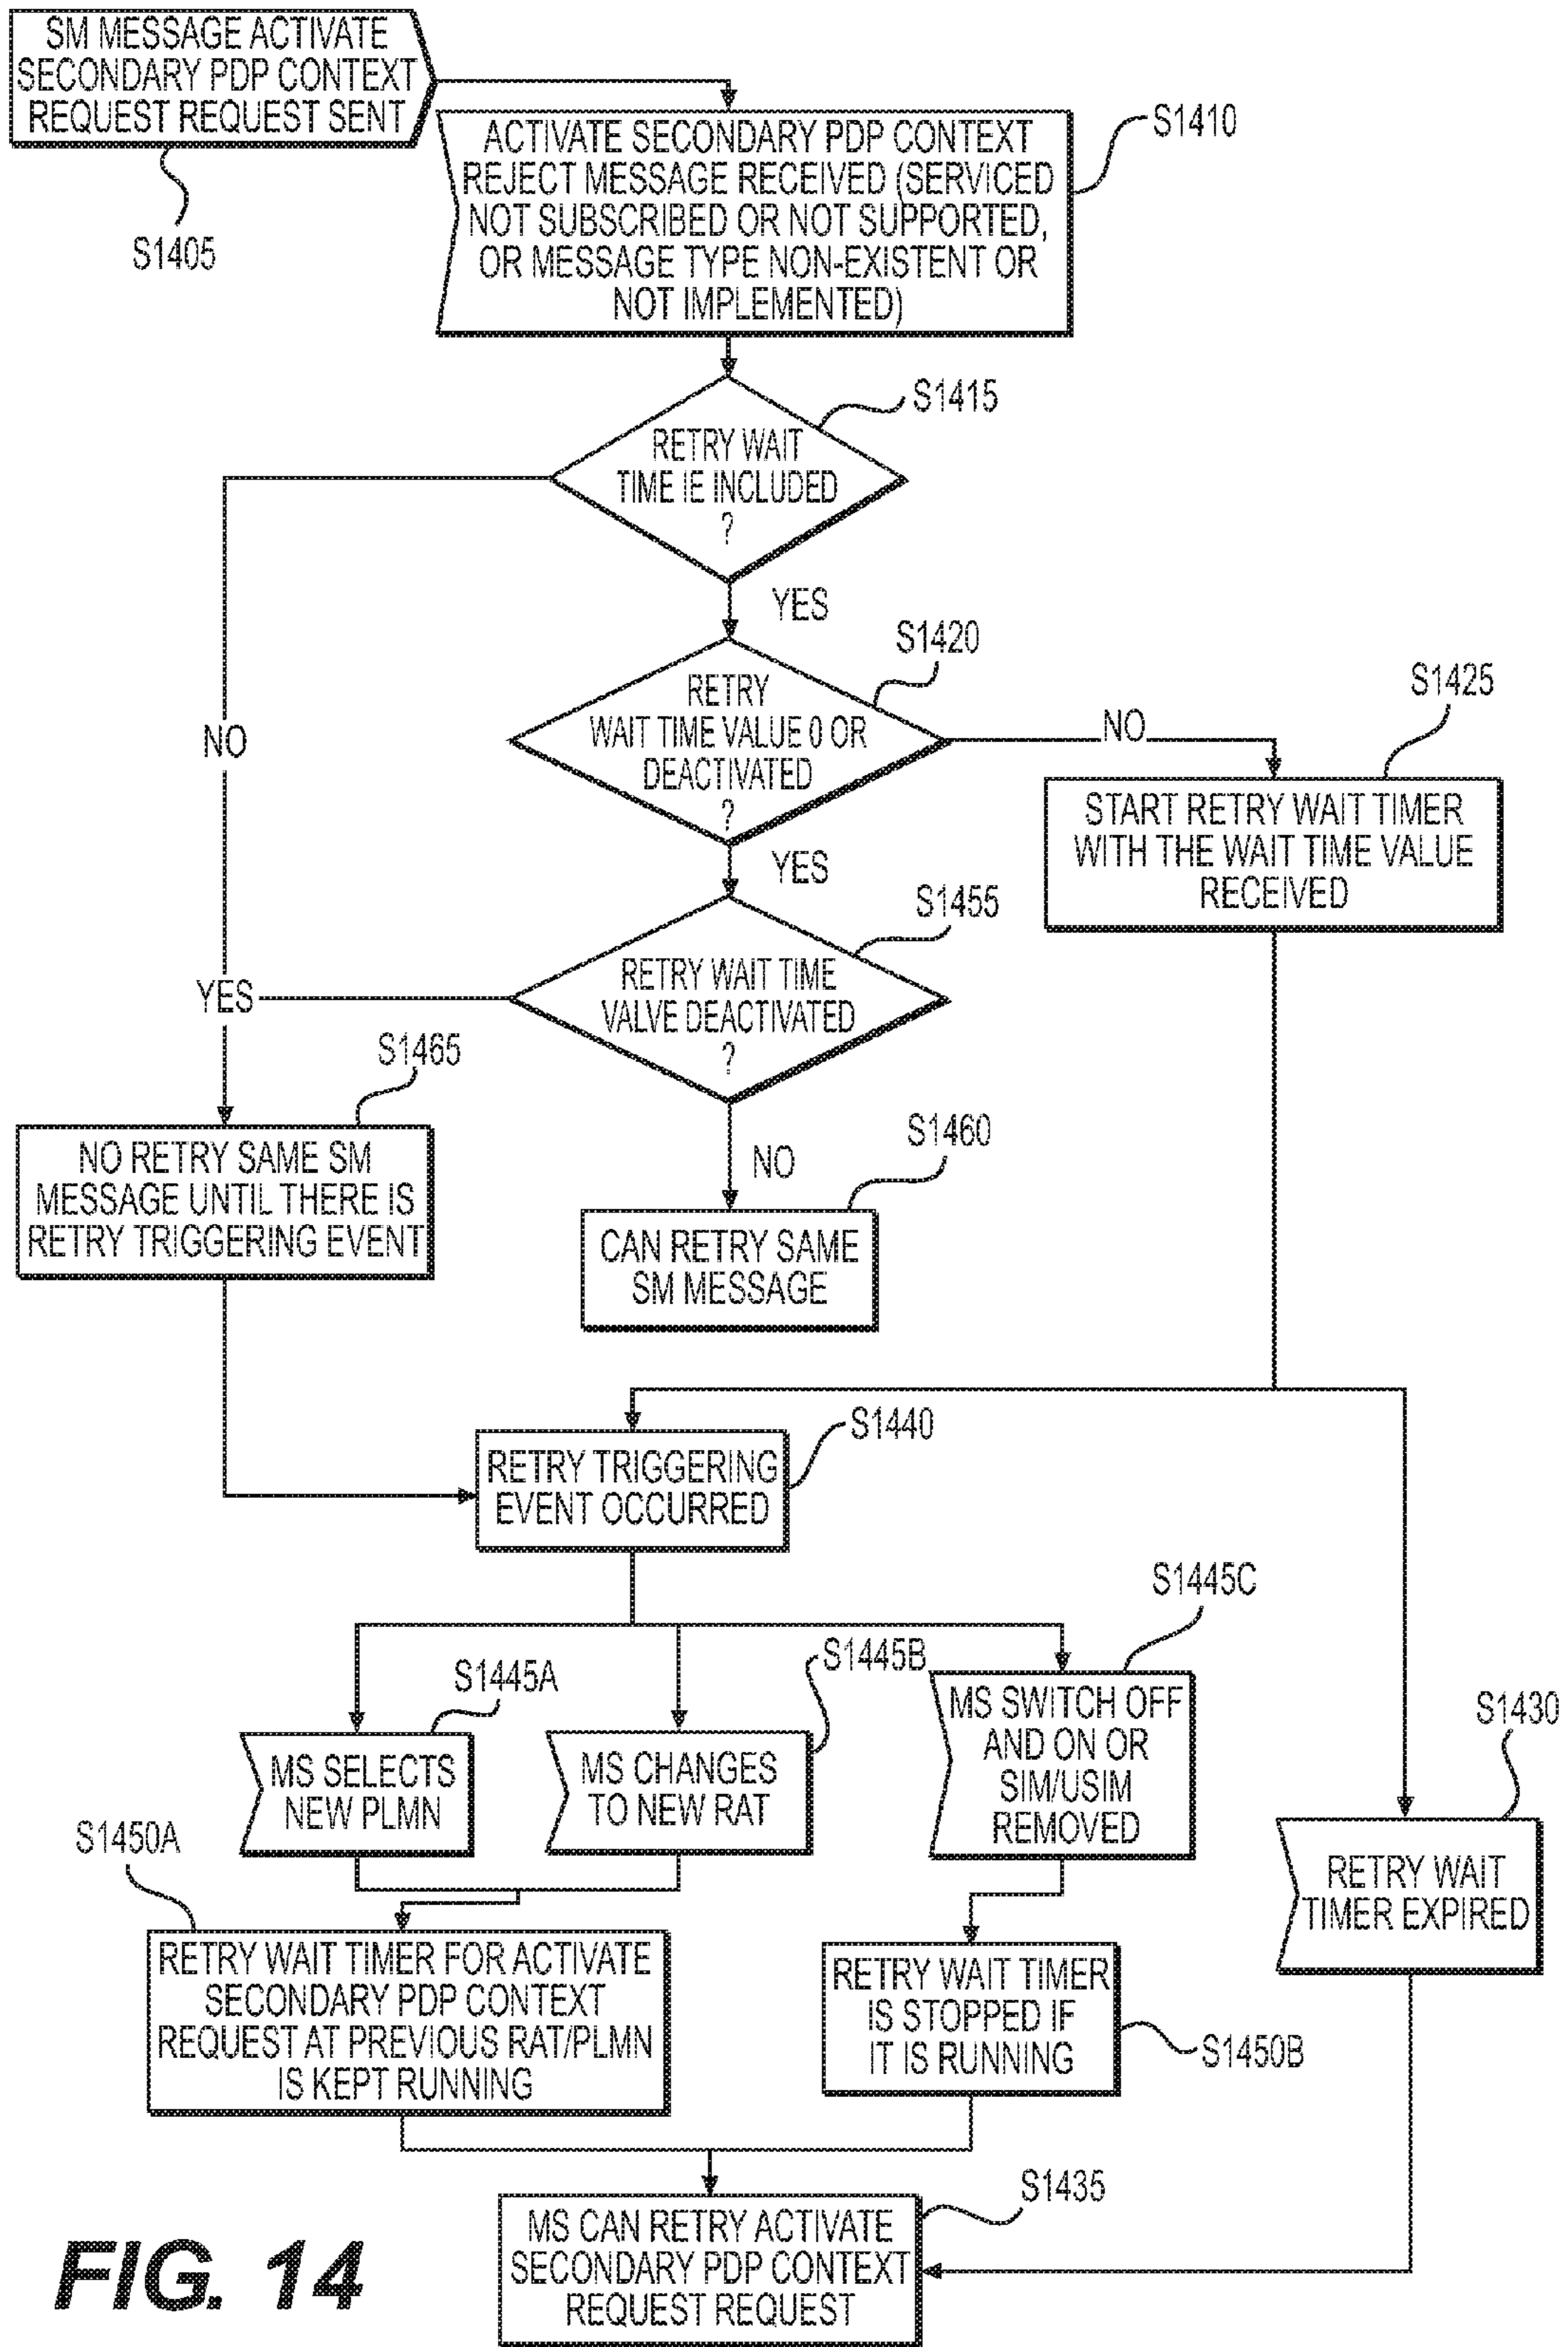 SM MESSAGE ACTIVATE
SECONDARY PDP CONTEXT
REQUEST REQUEST SENT
S1405
ACTIVATE SECONDARY PDP CONTEXT
REJECT MESSAGE RECEIVED (SERVICED
NOT SUBSCRIBED OR NOT SUPPORTED,
OR MESSAGE TYPE NON-EXISTENT OR
NOT IMPLEMENTED)
S1410
RETRY WAIT
TIME IE INCLUDED
?
S1415
YES
NO
RETRY
WAIT TIME VALUE 0 OR
DEACTIVATED
?
S1420
NO
YES
START RETRY WAIT TIMER
WITH THE WAIT TIME VALUE
RECEIVED
S1425
RETRY WAIT TIME
VALVE DEACTIVATED
?
S1455
YES
NO
NO RETRY SAME SM
MESSAGE UNTIL THERE IS
RETRY TRIGGERING EVENT
S1465
CAN RETRY SAME
SM MESSAGE
S1460
RETRY TRIGGERING
EVENT OCCURRED
S1440
MS SELECTS
NEW PLMN
S1445A
MS CHANGES
TO NEW RAT
S1445B
MS SWITCH OFF
AND ON OR
SIM/USIM
REMOVED
S1445C
RETRY WAIT
TIMER EXPIRED
S1430
RETRY WAIT TIMER FOR ACTIVATE
SECONDARY PDP CONTEXT
REQUEST AT PREVIOUS RAT/PLMN
IS KEPT RUNNING
S1450A
RETRY WAIT TIMER
IS STOPPED IF
IT IS RUNNING
S1450B
MS CAN RETRY ACTIVATE
SECONDARY PDP CONTEXT
REQUEST REQUEST
S1435
FIG. 14